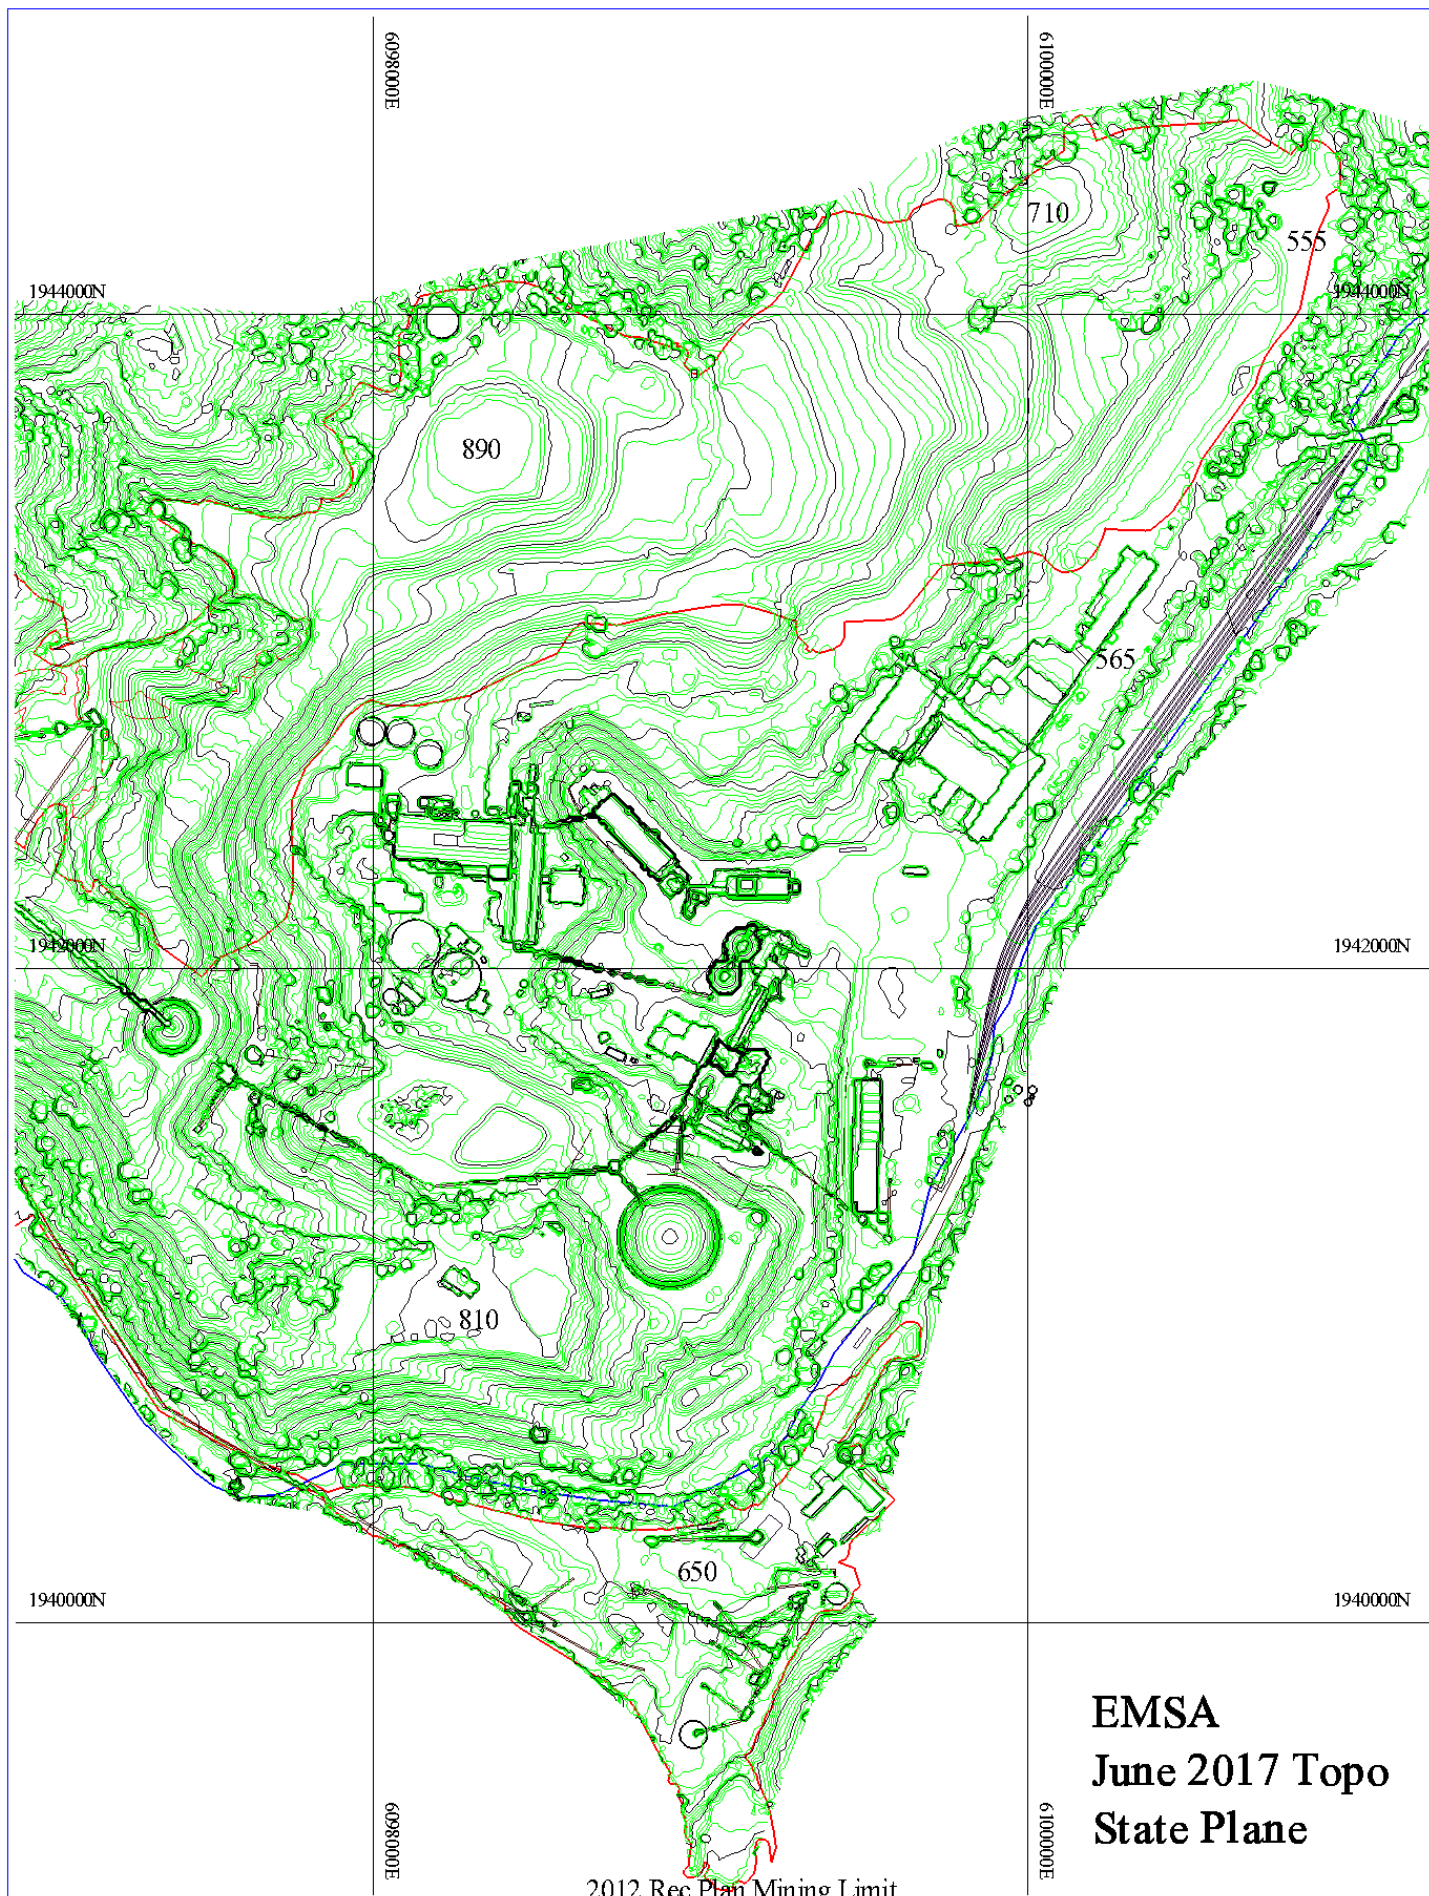 6098000E
6100000E
710
555
1944000N
1944000N
890
565
1942000N
1942000N
810
650
1940000N
1940000N
EMSA
June 2017 Topo
State Plane
6098000E
6100000E
2012 Rec Plan Mining Limit